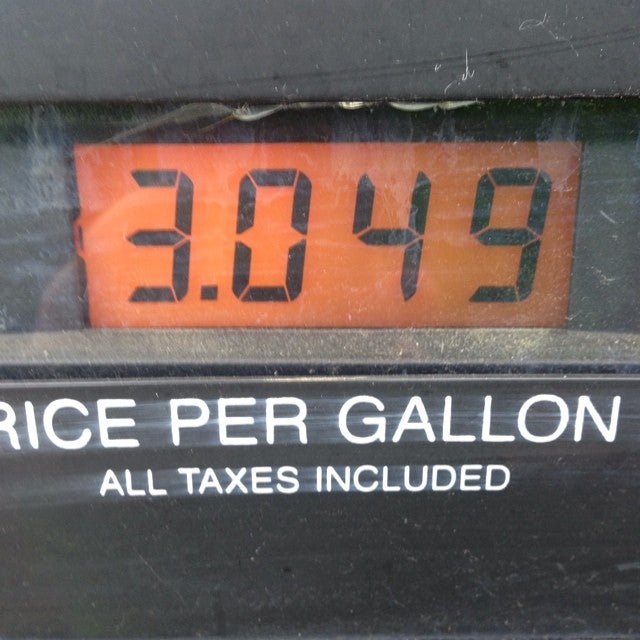 3.049
RICE PER GALLON
ALL TAXES INCLUDED